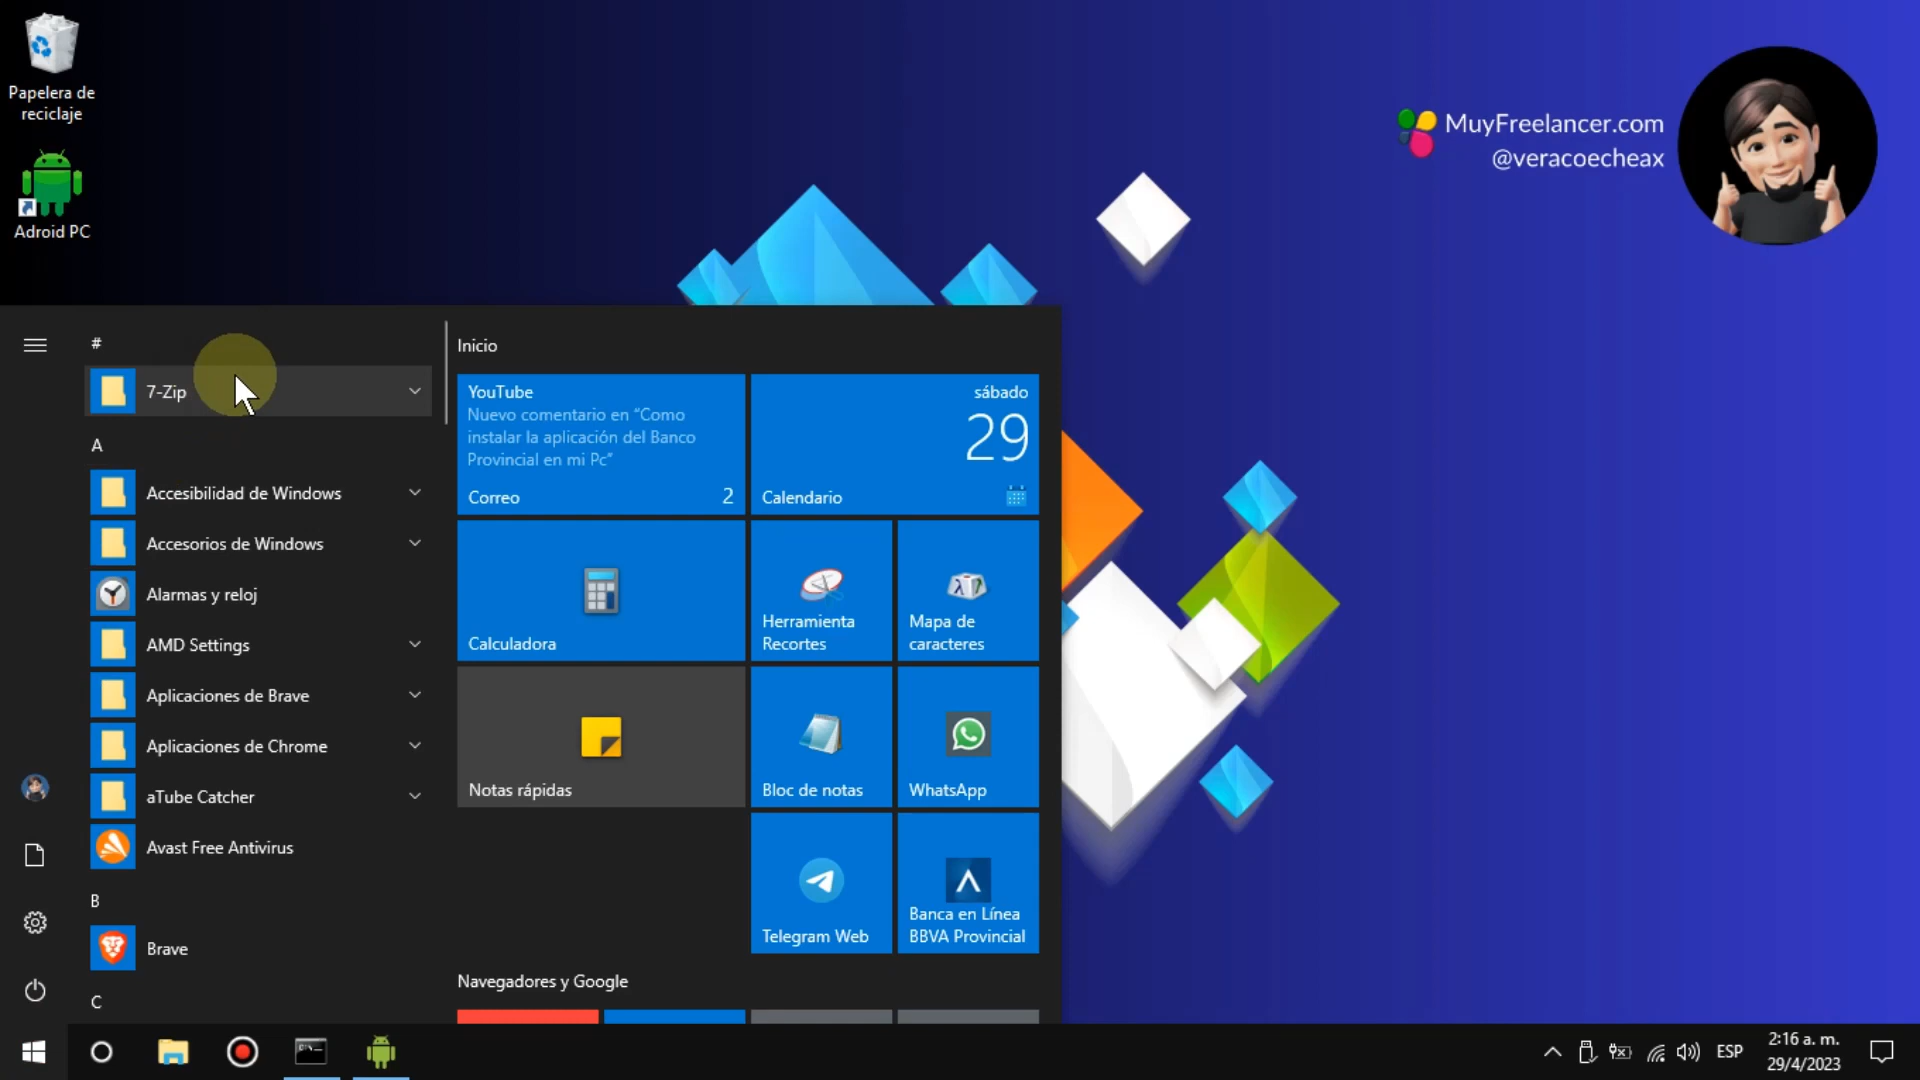 Papelera de
reciclaje
Adroid PC
MuyFreelancer.com
@veracoecheax
#
7-Zip
A
Accesibilidad de Windows
Accesorios de Windows
Alarmas y reloj
AMD Settings
Aplicaciones de Brave
Aplicaciones de Chrome
aTube Catcher
Avast Free Antivirus
B
Brave
C
Inicio
YouTube
Nuevo comentario en “Como
instalar la aplicación del Banco
Provincial en mi Pc”
Correo
2
sábado
29
Calendario
Calculadora
Herramienta
Recortes
Mapa de
caracteres
Notas rápidas
Bloc de notas
WhatsApp
Telegram Web
Banca en Línea
BBVA Provincial
Navegadores y Google
ESP
2:16 a. m.
29/4/2023